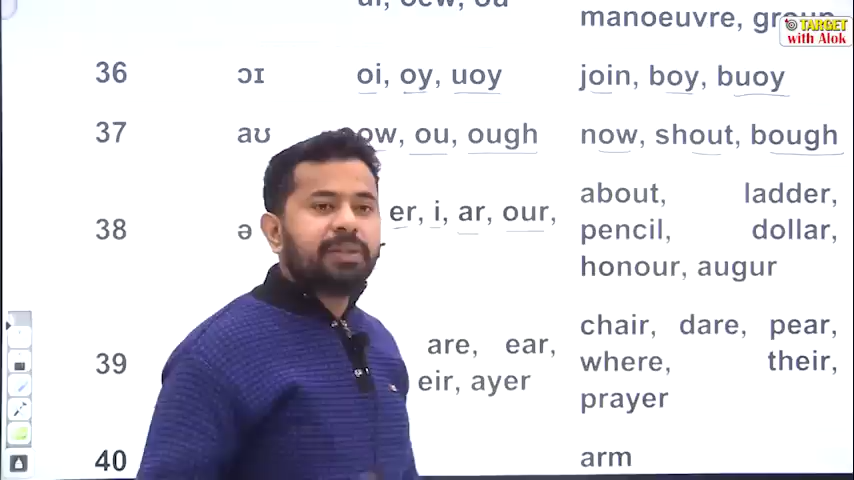 manoeuvre, group
TARGET
with Alok
36 ɔɪ oi, oy, uoy join, boy, buoy
37 aʊ ow, ou, ough now, shout, bough
about, ladder,
38 ə er, i, ar, our, pencil, dollar,
honour, augur
chair, dare, pear,
are, ear,
39 where, their,
eir, ayer
prayer
40 arm